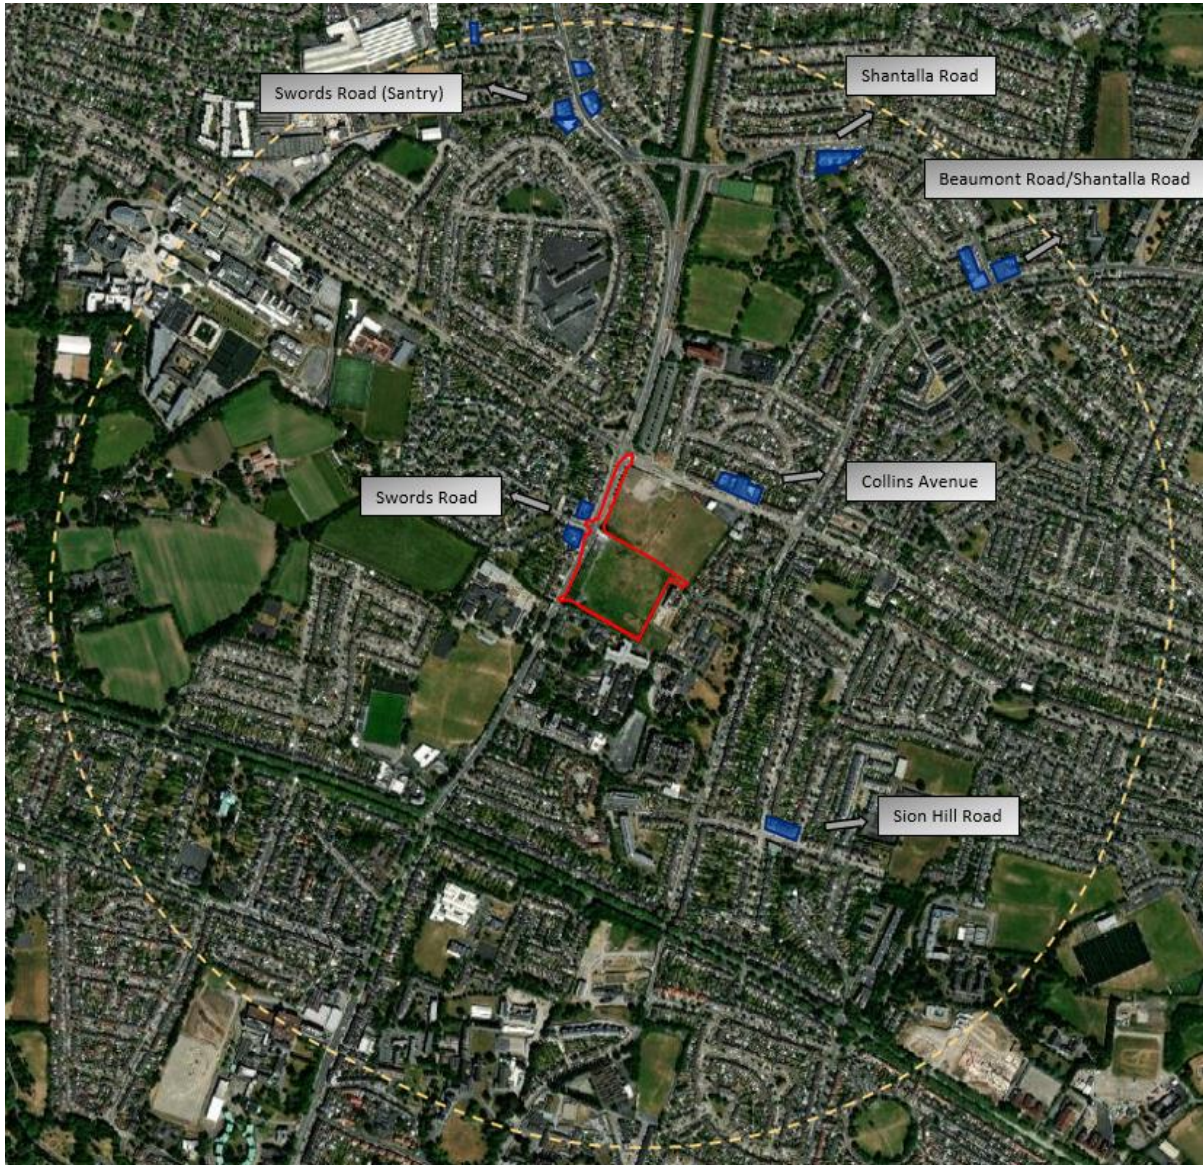 Shantalla Road
Swords Road (Santry)
Beaumont Road/Shantalla Road
Swords Road
Collins Avenue
Sion Hill Road